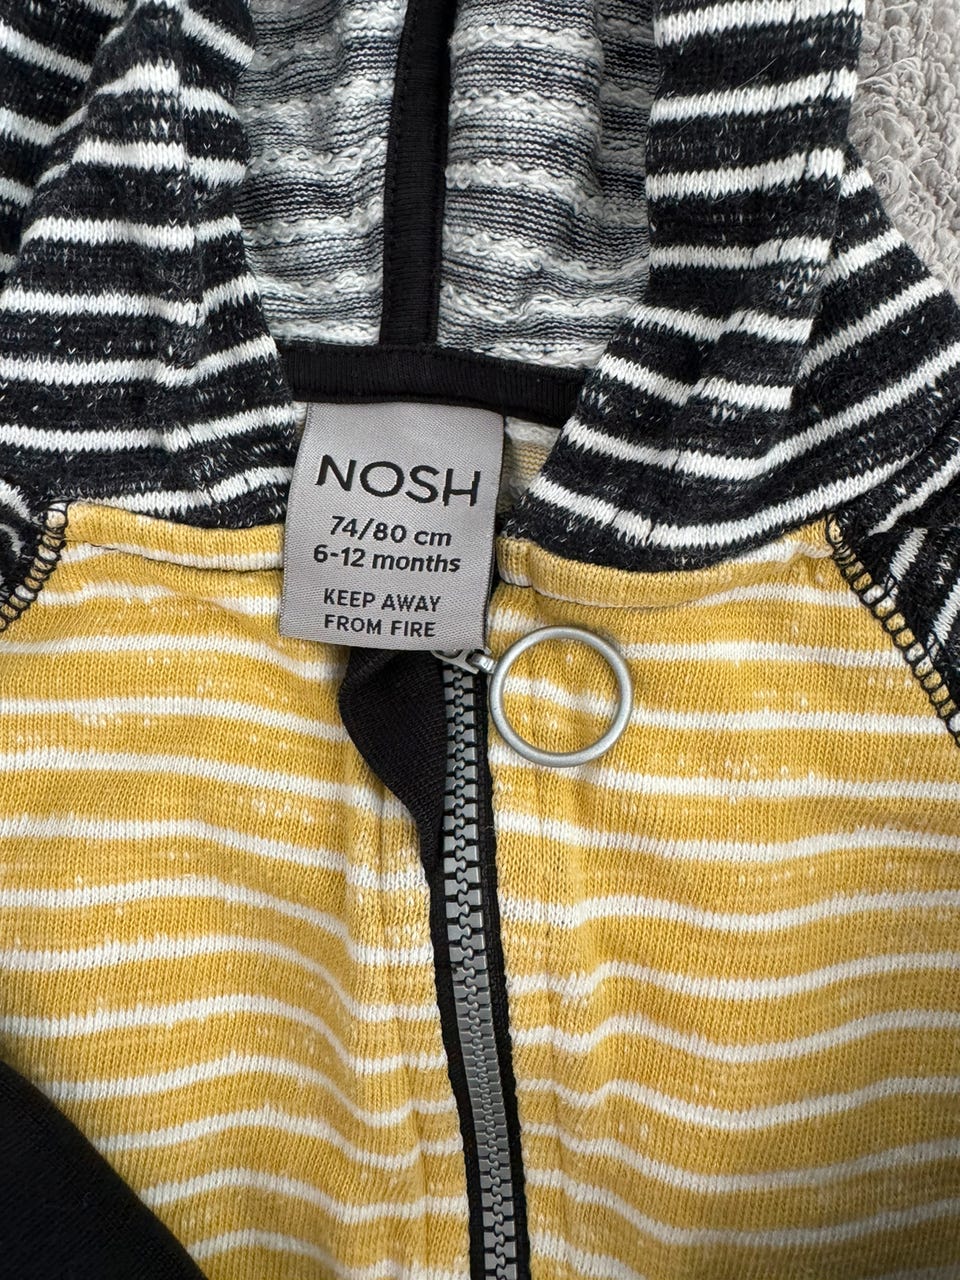 NOSH
74/80 cm
6-12 months
KEEP AWAY
FROM FIRE